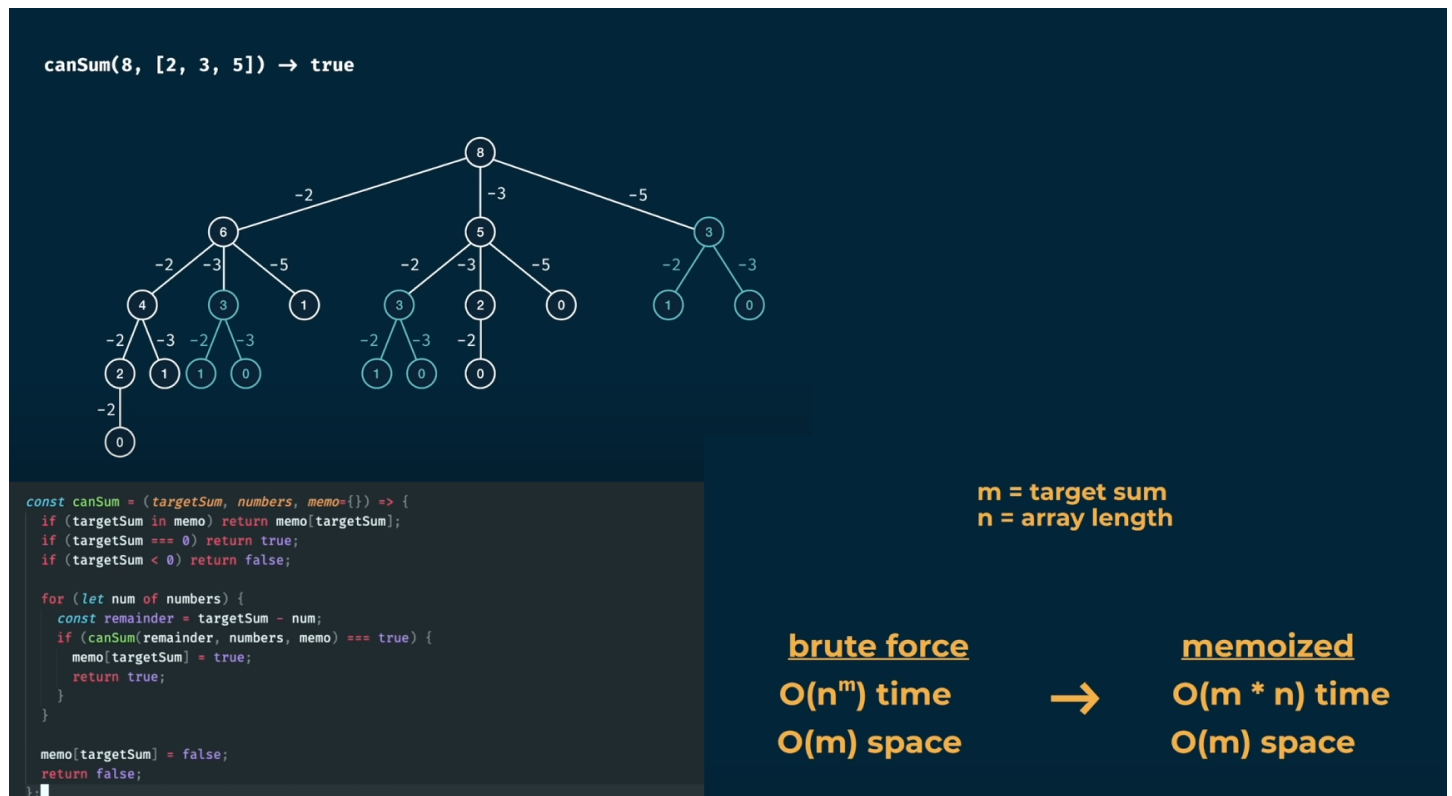 canSum(8, [2, 3, 5]) → true
8
-2 -3 -5
6 5 3
-2 -3 -5 -2 -3 -5 -2 -3
4 3 1 3 2 0 1 0
-2 -3 -2 -3 -2 -3 -2
2 1 1 0 1 0 0
-2
0
const canSum = (targetSum, numbers, memo={}) => {
if (targetSum in memo) return memo[targetSum];
if (targetSum === 0) return true;
if (targetSum < 0) return false;
for (let num of numbers) {
const remainder = targetSum - num;
if (canSum(remainder, numbers, memo) === true) {
memo[targetSum] = true;
return true;
}
}
memo[targetSum] = false;
return false;
};
m = target sum
n = array length
brute force
O(nᵐ) time
O(m) space
→
memoized
O(m * n) time
O(m) space